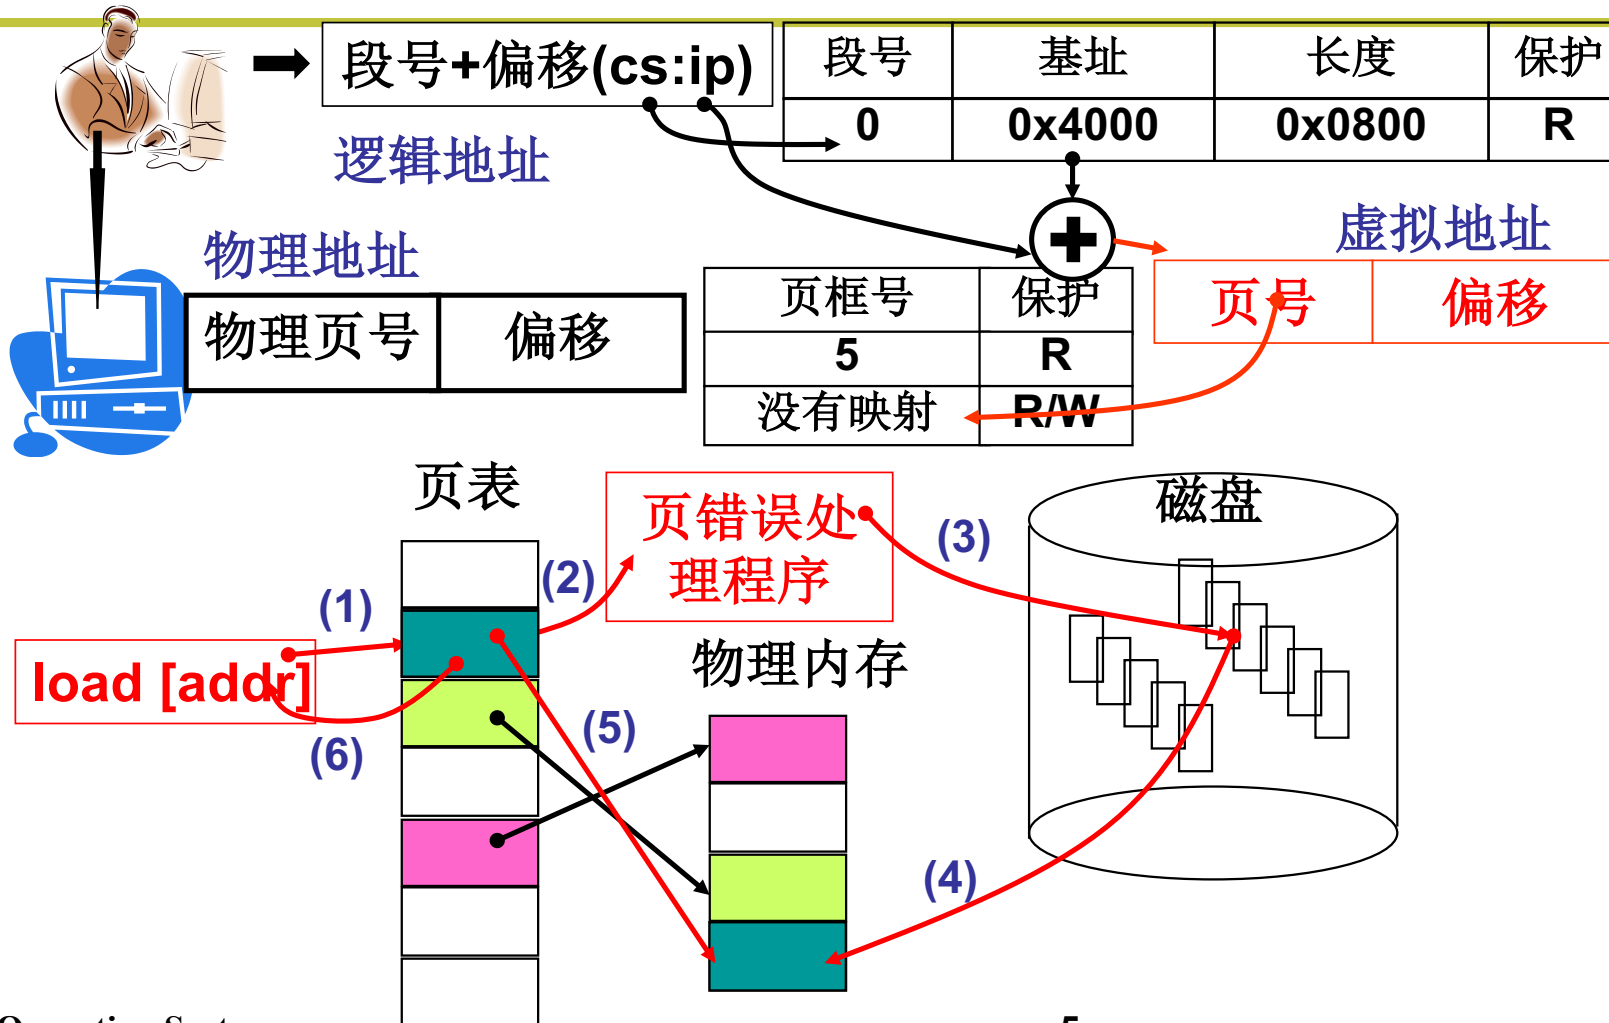 段号+偏移(cs:ip)
段号 基址 长度 保护
0 0x4000 0x0800 R
逻辑地址
虚拟地址
物理地址
物理页号 偏移
页框号 保护
5 R
没有映射 R/W
页号 偏移
页表
页错误处
理程序
磁盘
(1)
(2)
(3)
load [addr]
物理内存
(5)
(6)
(4)
5